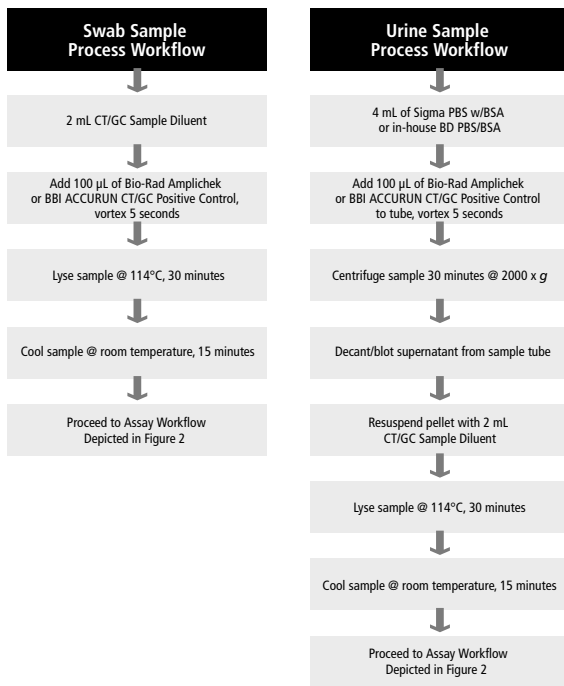 Swab Sample
Process Workflow
2 mL CT/GC Sample Diluent
Add 100 µL of Bio-Rad Amplichek
or BBI ACCURUN CT/GC Positive Control,
vortex 5 seconds
Lyse sample @ 114°C, 30 minutes
Cool sample @ room temperature, 15 minutes
Proceed to Assay Workflow
Depicted in Figure 2
Urine Sample
Process Workflow
4 mL of Sigma PBS w/BSA
or in-house BD PBS/BSA
Add 100 µL of Bio-Rad Amplichek
or BBI ACCURUN CT/GC Positive Control
to tube, vortex 5 seconds
Centrifuge sample 30 minutes @ 2000 x g
Decant/blot supernatant from sample tube
Resuspend pellet with 2 mL
CT/GC Sample Diluent
Lyse sample @ 114°C, 30 minutes
Cool sample @ room temperature, 15 minutes
Proceed to Assay Workflow
Depicted in Figure 2